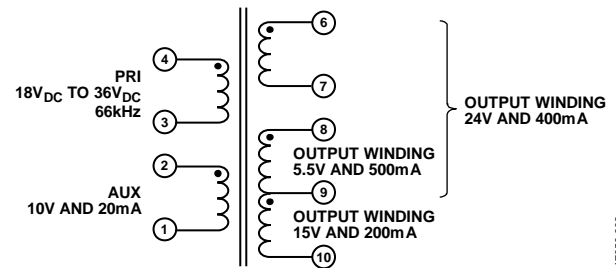 4
PRI
18VDC TO 36VDC
66kHz
3
2
AUX
10V AND 20mA
1
6
7
8
OUTPUT WINDING
5.5V AND 500mA
9
OUTPUT WINDING
15V AND 200mA
10
OUTPUT WINDING
24V AND 400mA